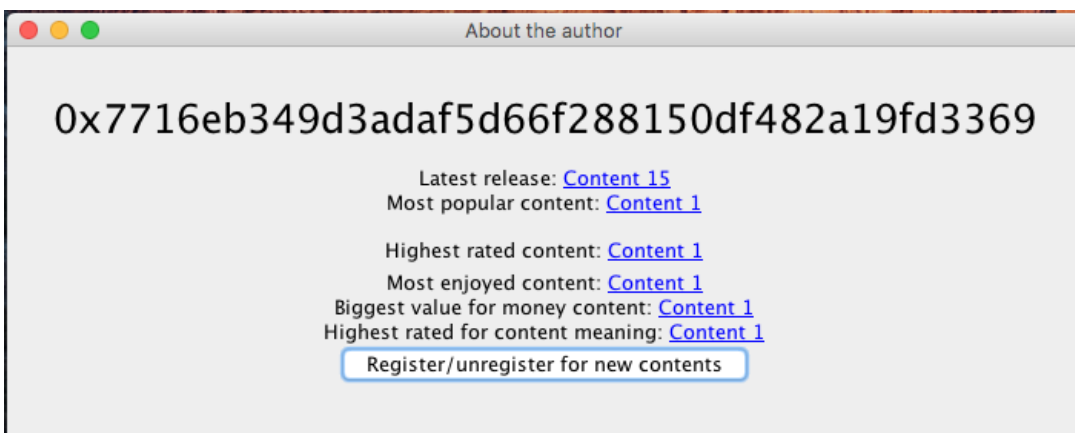 About the author
0x7716eb349d3adaf5d66f288150df482a19fd3369
Latest release: Content 15
Most popular content: Content 1
Highest rated content: Content 1
Most enjoyed content: Content 1
Biggest value for money content: Content 1
Highest rated for content meaning: Content 1
Register/unregister for new contents